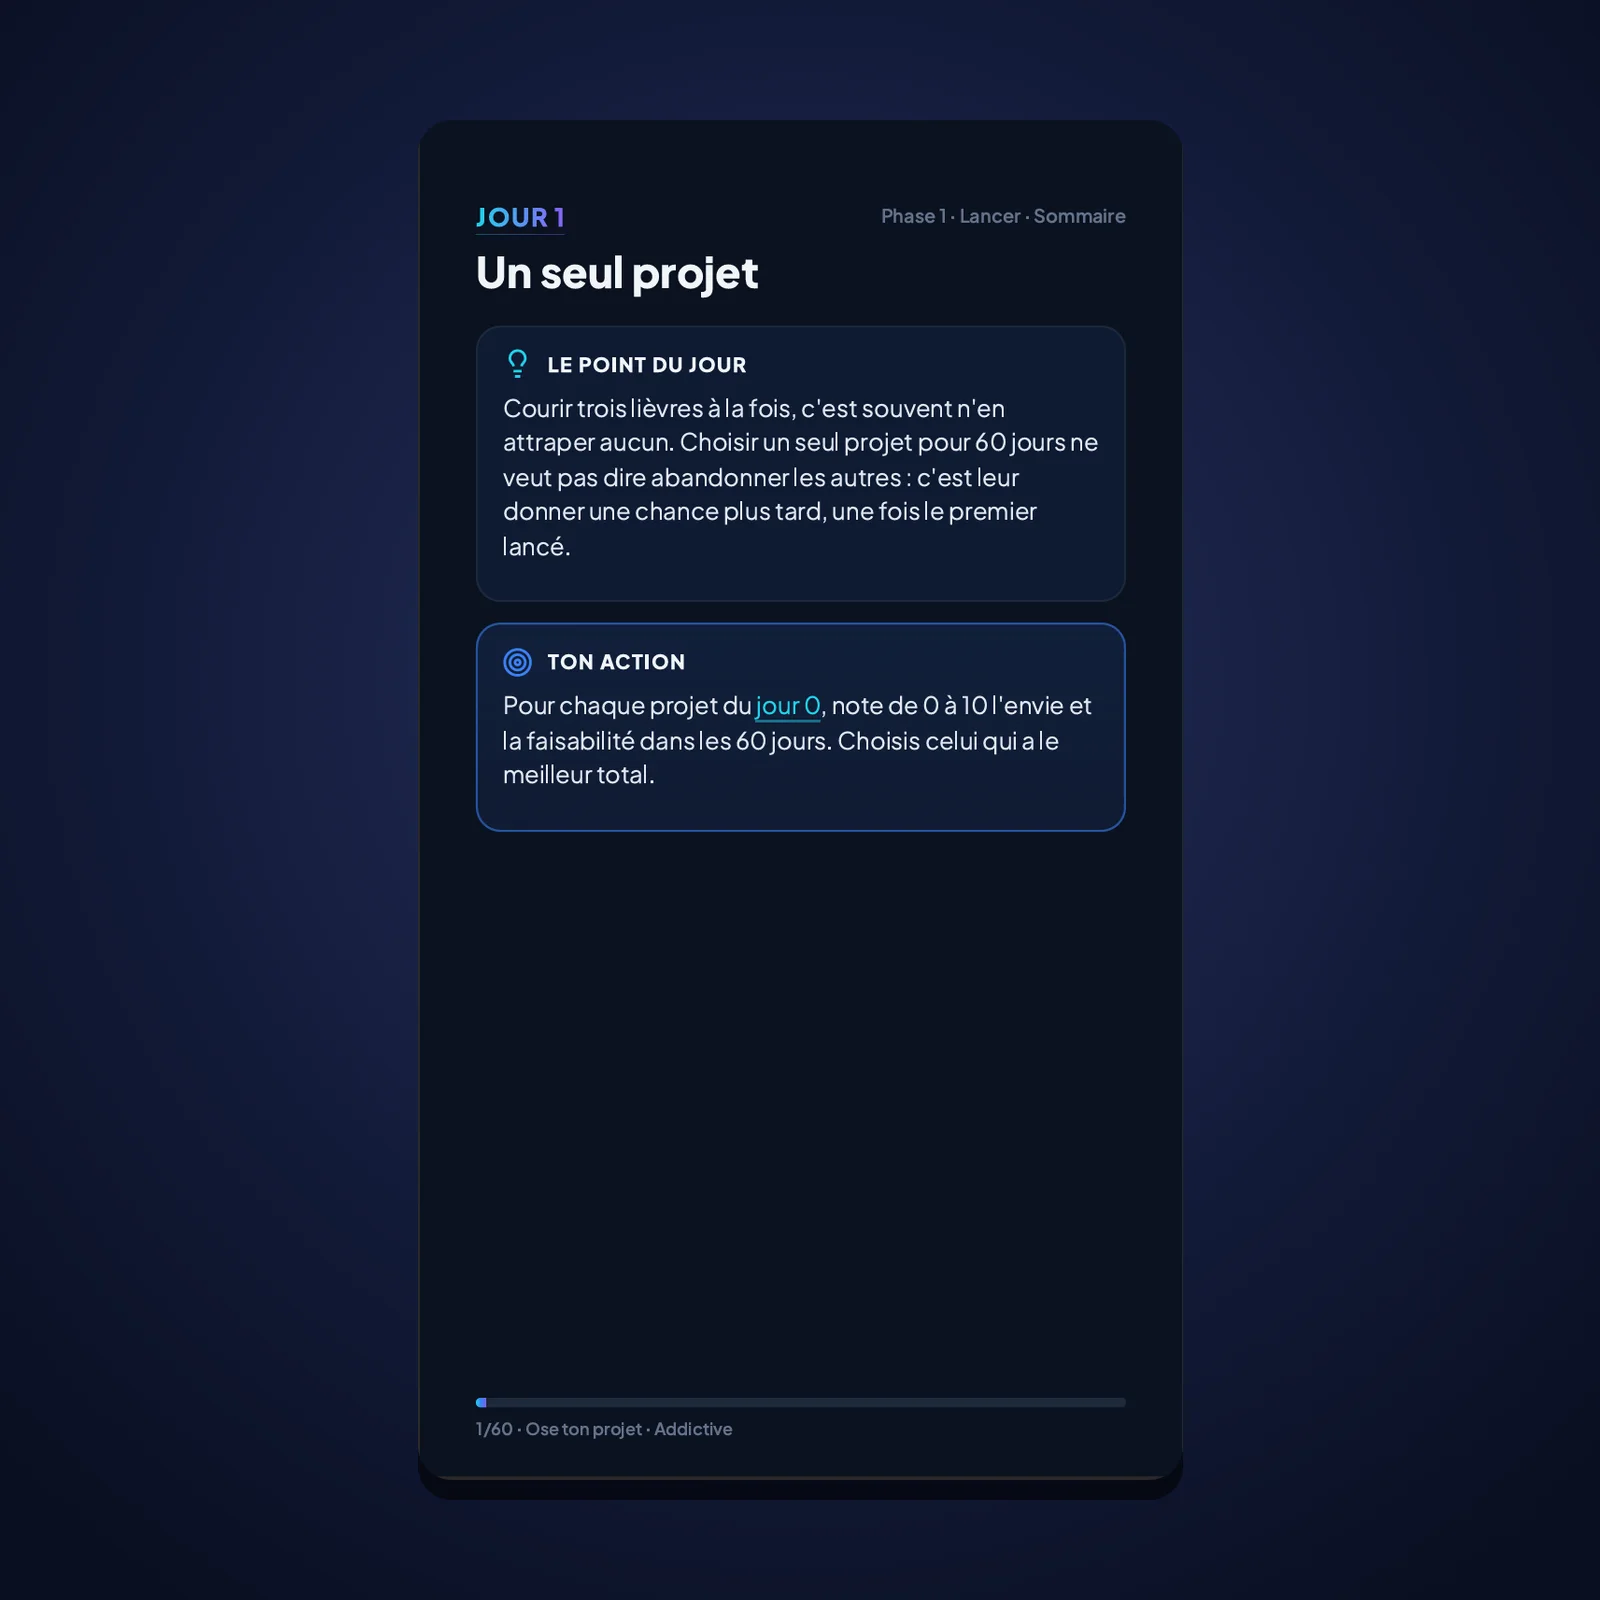 JOUR 1
Phase 1 · Lancer · Sommaire
Un seul projet
LE POINT DU JOUR
Courir trois lièvres à la fois, c'est souvent n'en
attraper aucun. Choisir un seul projet pour 60 jours ne
veut pas dire abandonner les autres : c'est leur
donner une chance plus tard, une fois le premier
lancé.
TON ACTION
Pour chaque projet du jour 0, note de 0 à 10 l'envie et
la faisabilité dans les 60 jours. Choisis celui qui a le
meilleur total.
1/60 · Ose ton projet · Addictive